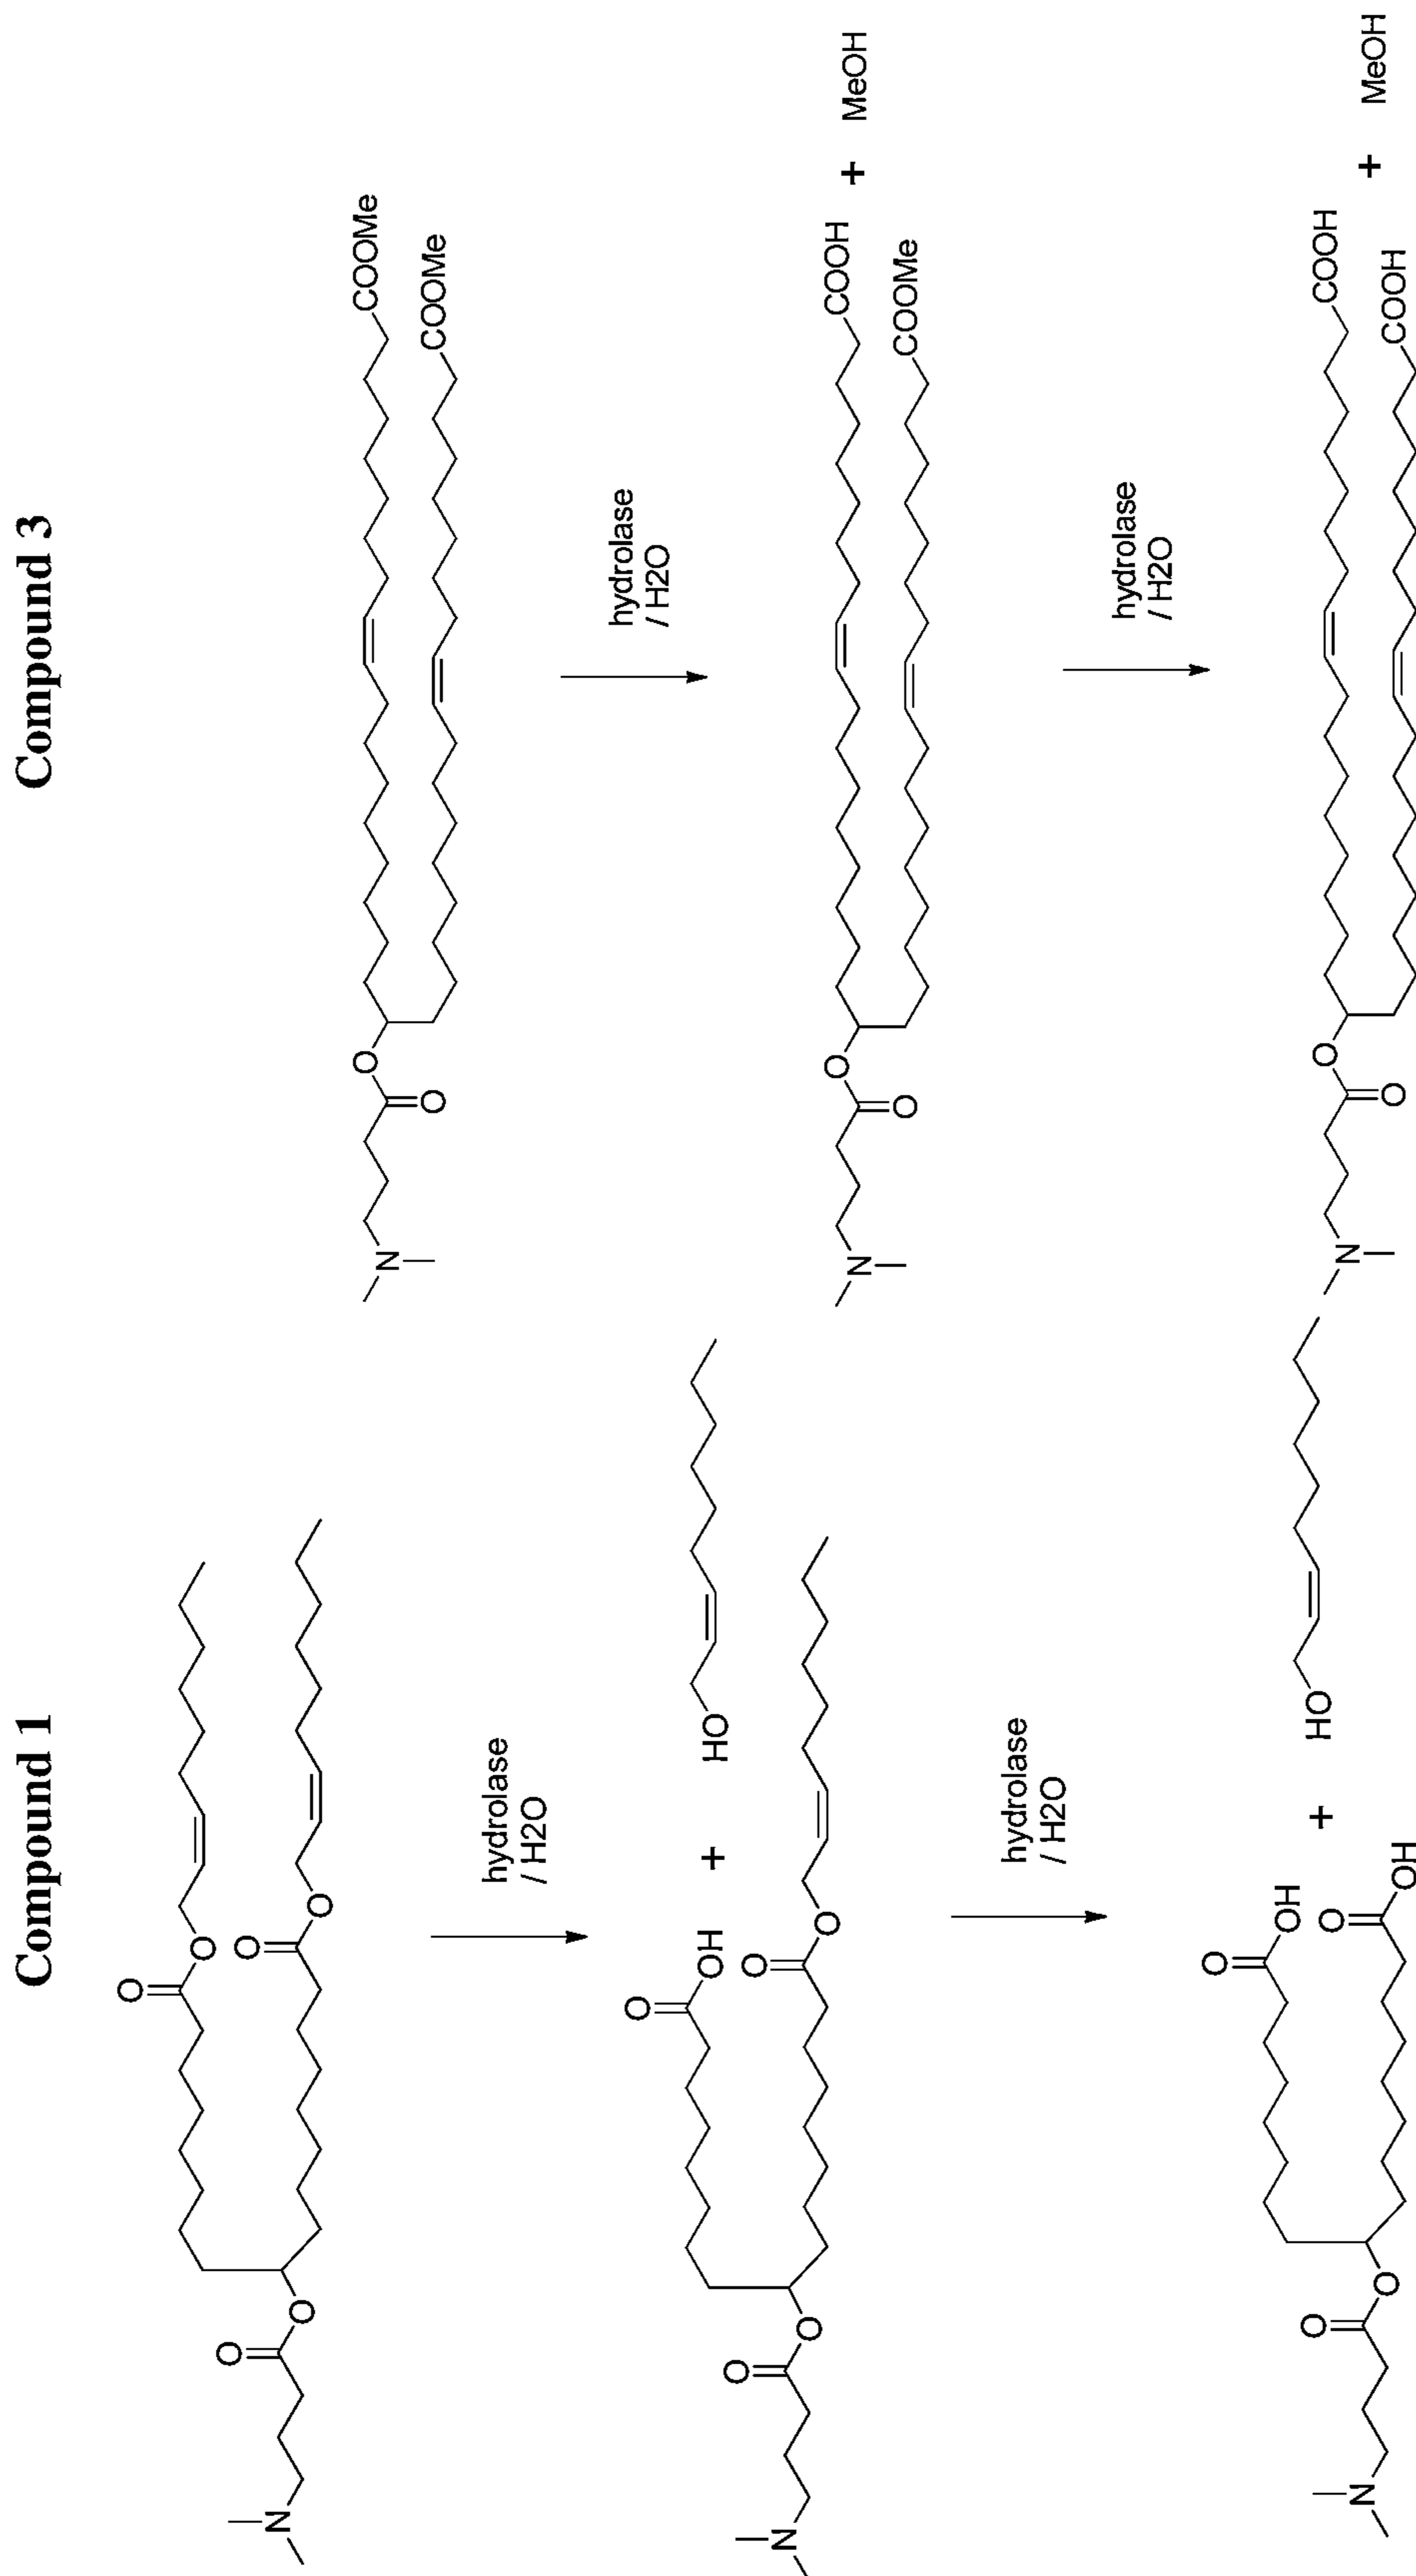 Compound 1
O
O
O
O
O
O
N
hydrolase
/ H2O
O
OH
O
O
O
O
N
+
HO
hydrolase
/ H2O
O
OH
O
OH
O
O
N
+
HO
Compound 3
COOMe
COOMe
O
O
N
hydrolase
/ H2O
COOH
COOMe
O
O
N
+ MeOH
hydrolase
/ H2O
COOH
COOH
O
O
N
+ MeOH